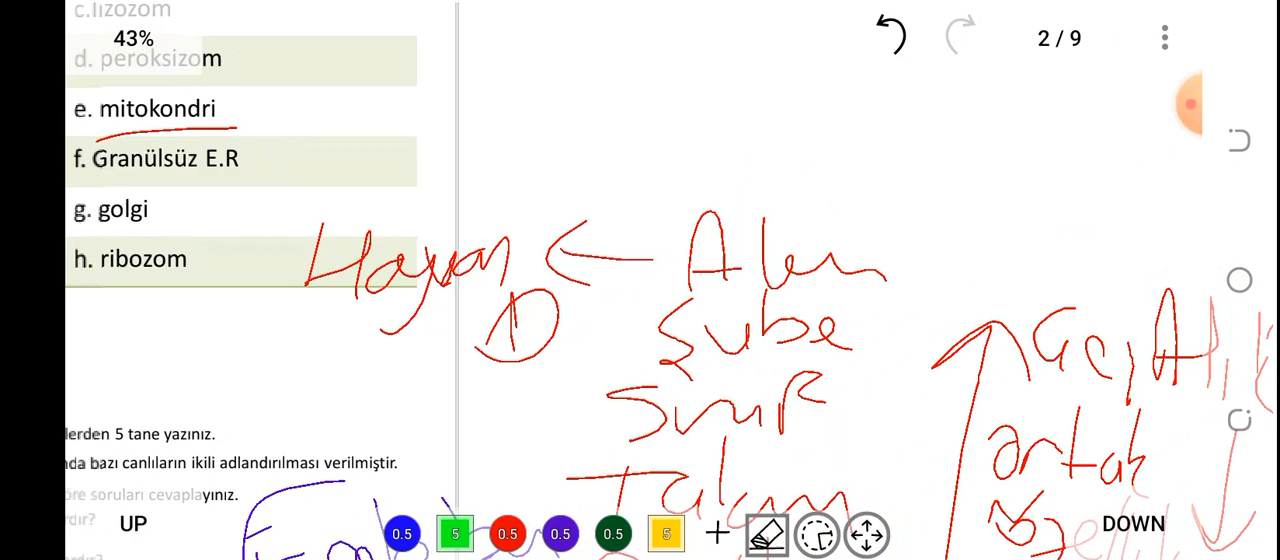 c.lizozom
43%
2 / 9
d. peroksizom
e. mitokondri
f. Granülsüz E.R
g. golgi
h. ribozom
Hayvan ← Alem
D
Şube
Sınıf
Takım
ortak
lerden 5 tane yazınız.
nda bazı canlıların ikili adlandırılması verilmiştir.
öre soruları cevaplayınız.
rdır?
UP
0.5
5
0.5
0.5
0.5
5
DOWN